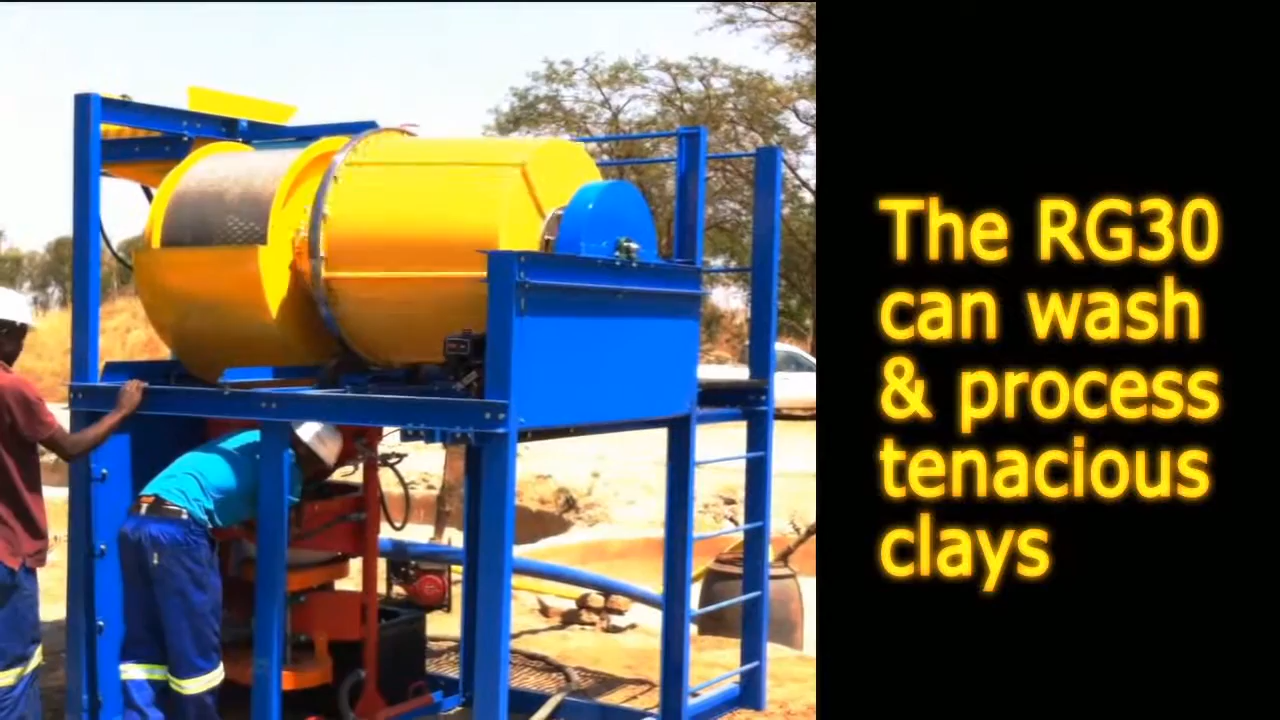 The RG30
can wash
& process
tenacious
clays